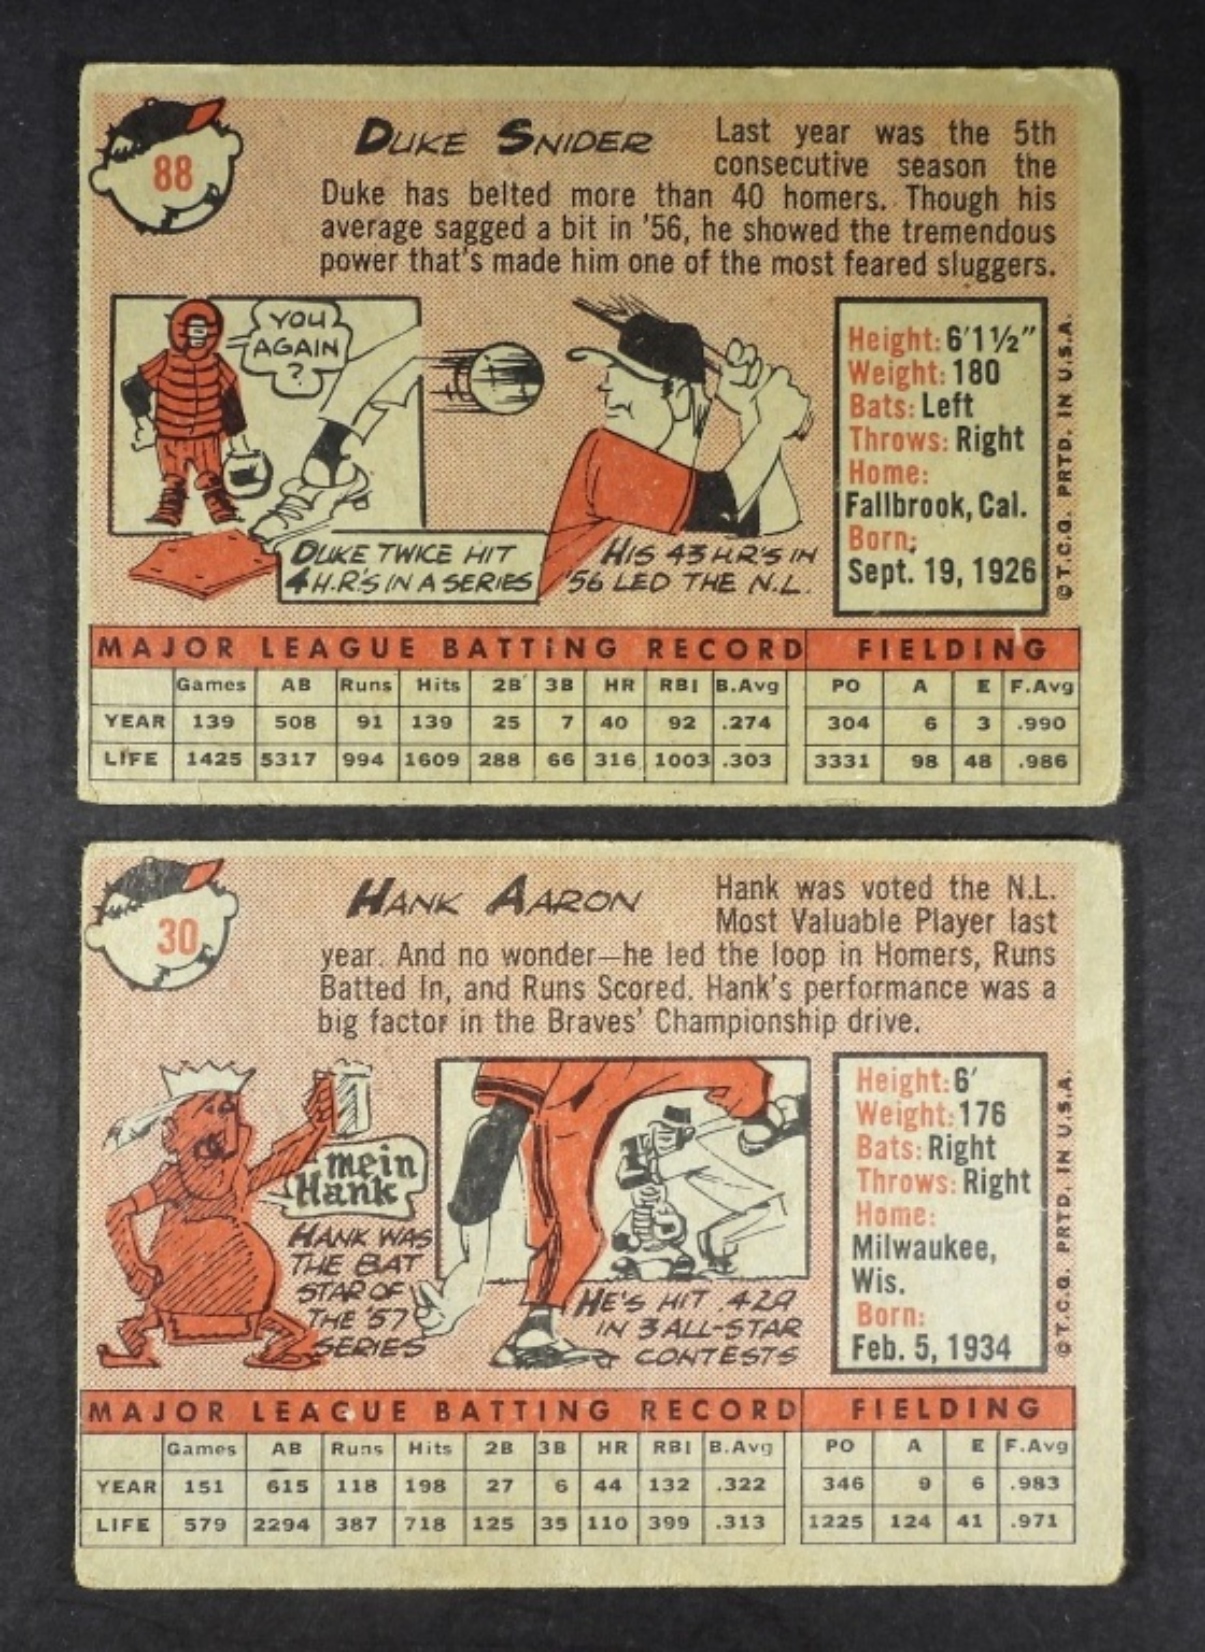 88
DUKE SNIDER
Last year was the 5th
consecutive season the
Duke has belted more than 40 homers. Though his
average sagged a bit in '56, he showed the tremendous
power that's made him one of the most feared sluggers.
YOU
AGAIN
?
DUKE TWICE HIT
4 H.R.'S IN A SERIES
HIS 43 H.R.'S IN
'56 LED THE N.L.
Height: 6'1½"
Weight: 180
Bats: Left
Throws: Right
Home:
Fallbrook, Cal.
Born:
Sept. 19, 1926
© T.C.G. PRTD. IN U.S.A.
MAJOR LEAGUE BATTING RECORD FIELDING
Games AB Runs Hits 2B 3B HR RBI B.Avg PO A E F.Avg
YEAR 139 508 91 139 25 7 40 92 .274 304 6 3 .990
LIFE 1425 5317 994 1609 288 66 316 1003 .303 3331 98 48 .986
30
HANK AARON
Hank was voted the N.L.
Most Valuable Player last
year. And no wonder—he led the loop in Homers, Runs
Batted In, and Runs Scored. Hank's performance was a
big factor in the Braves' Championship drive.
mein
Hank
HANK WAS
THE BAT
STAR OF
THE '57
SERIES
HE'S HIT .429
IN 3 ALL-STAR
CONTESTS
Height: 6'
Weight: 176
Bats: Right
Throws: Right
Home:
Milwaukee,
Wis.
Born:
Feb. 5, 1934
© T.C.G. PRTD. IN U.S.A.
MAJOR LEAGUE BATTING RECORD FIELDING
Games AB Runs Hits 2B 3B HR RBI B.Avg PO A E F.Avg
YEAR 151 615 118 198 27 6 44 132 .322 346 9 6 .983
LIFE 579 2294 387 718 125 35 110 399 .313 1225 124 41 .971